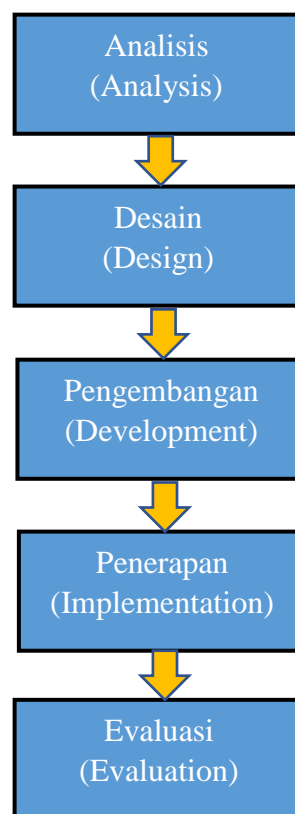 Analisis
(Analysis)
Desain
(Design)
Pengembangan
(Development)
Penerapan
(Implementation)
Evaluasi
(Evaluation)